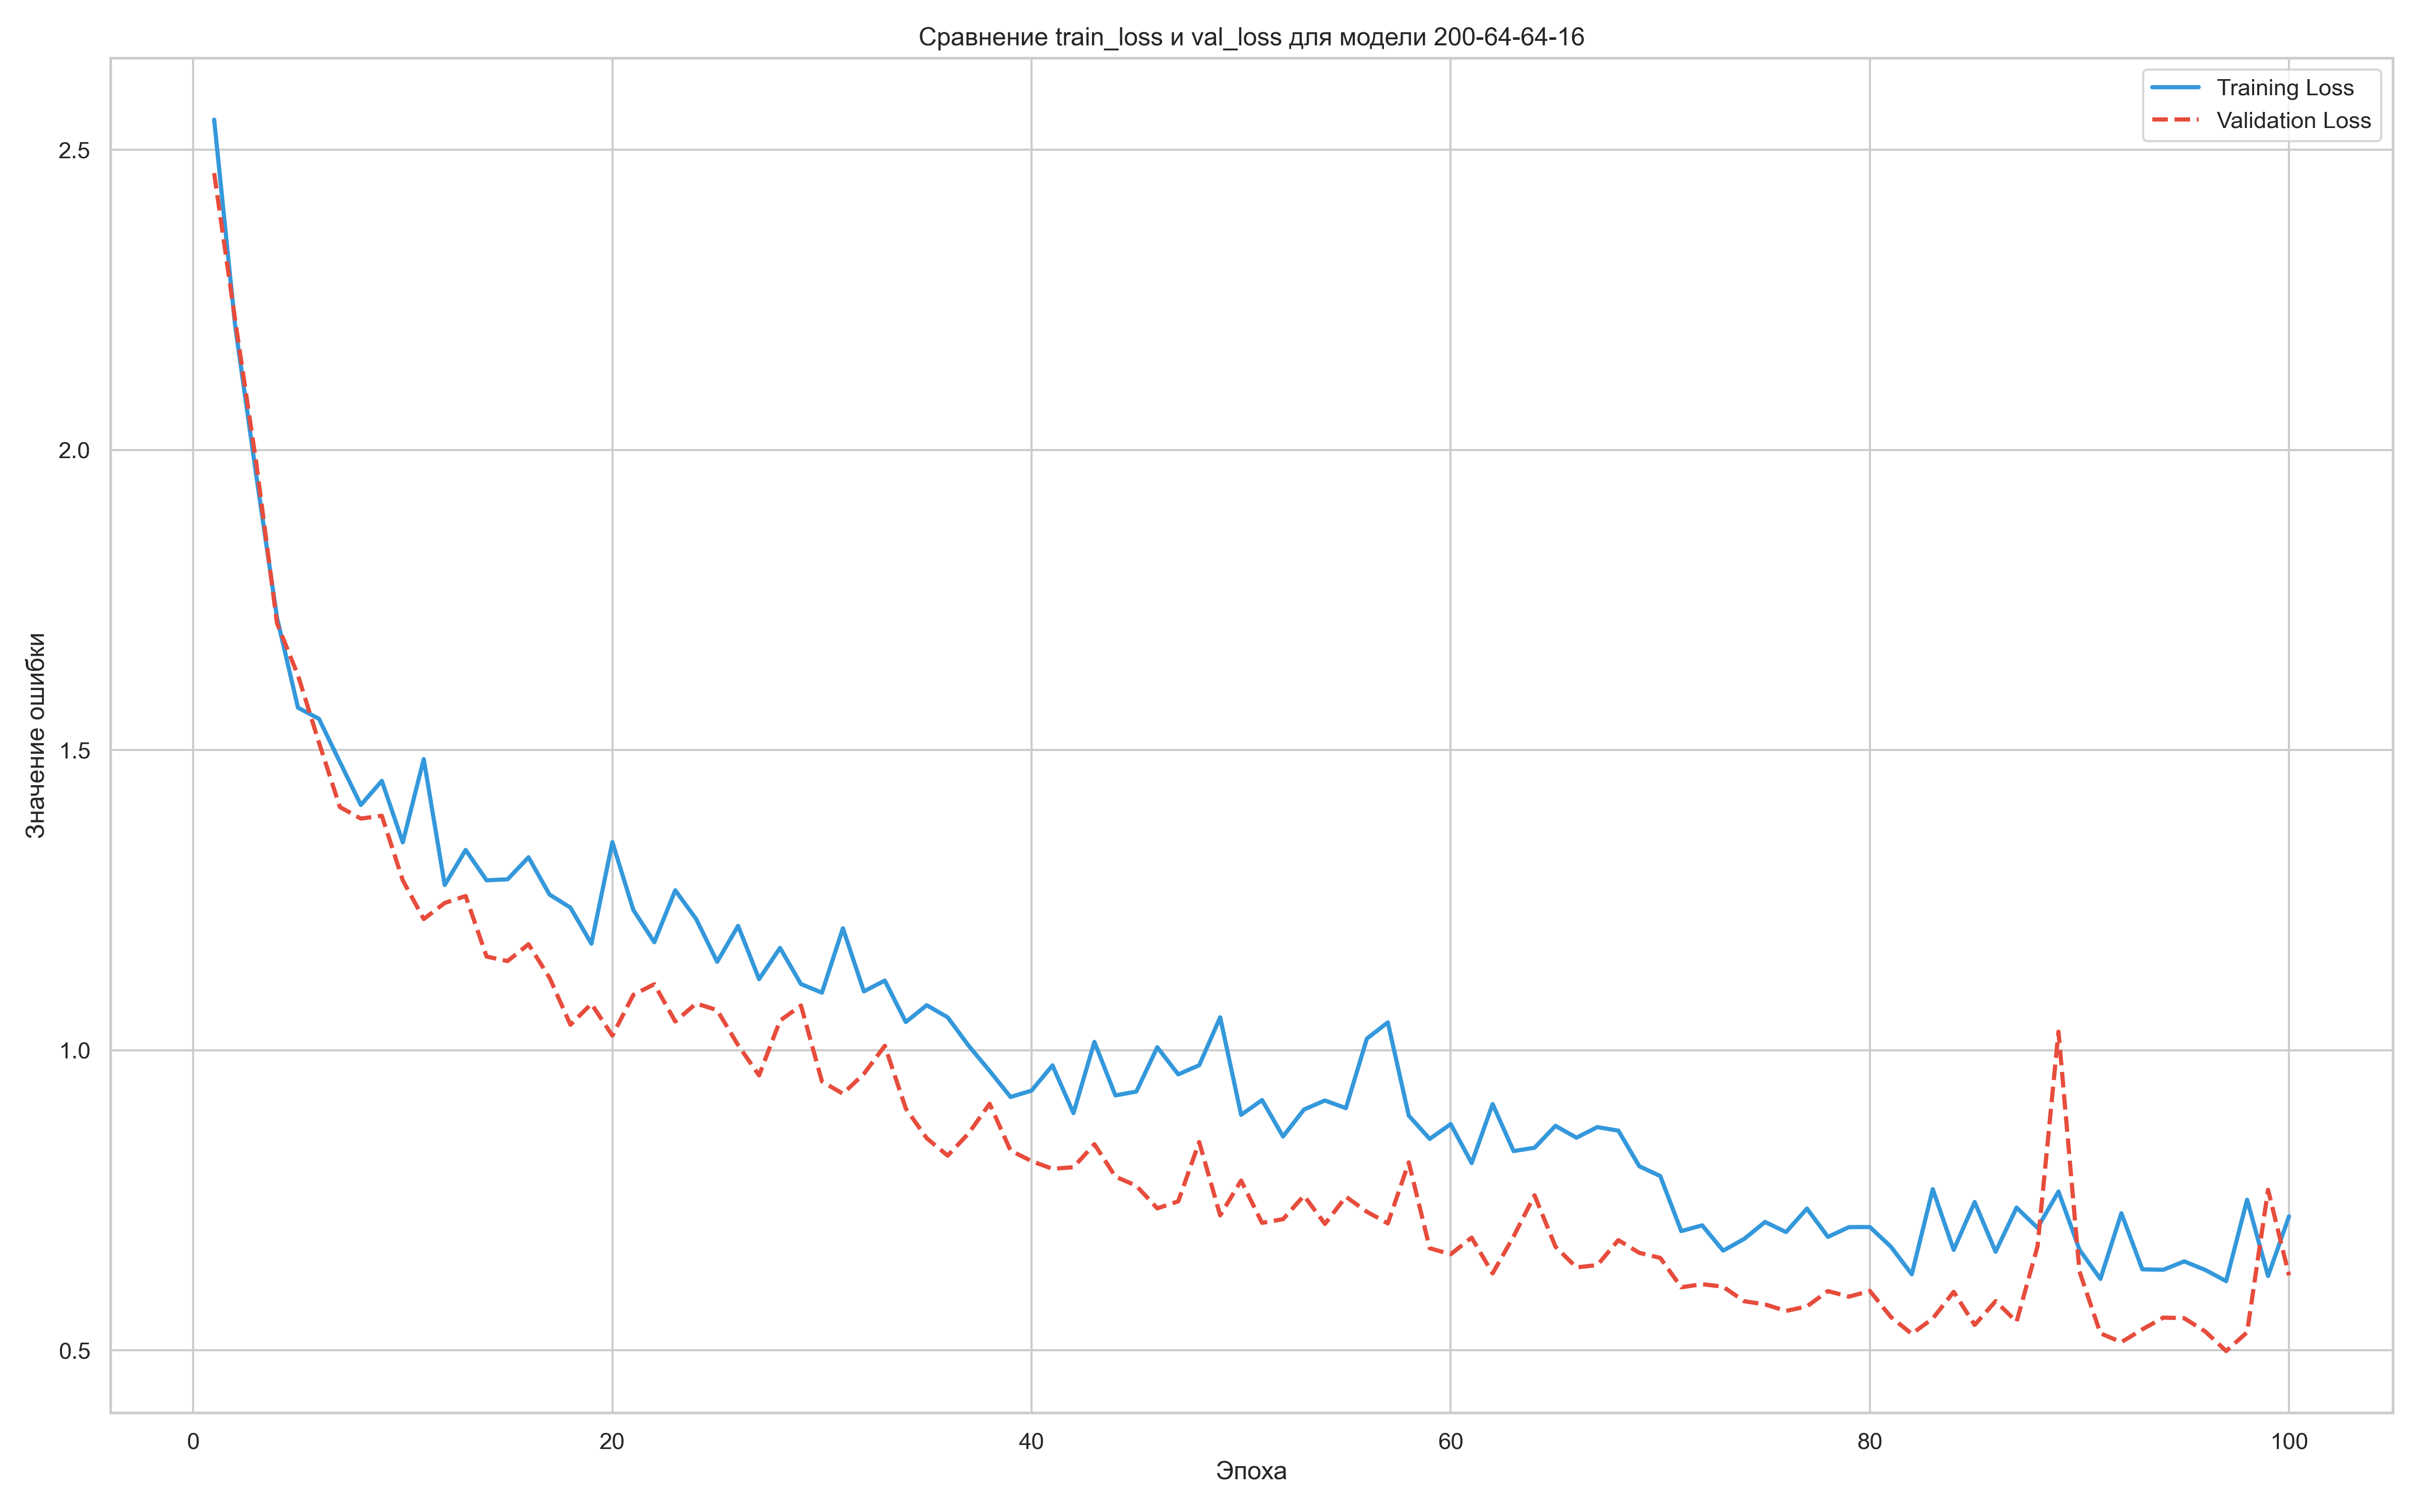 Сравнение train_loss и val_loss для модели 200-64-64-16
Training Loss
Validation Loss
Значение ошибки
2.5
2.0
1.5
1.0
0.5
0
20
40
60
80
100
Эпоха